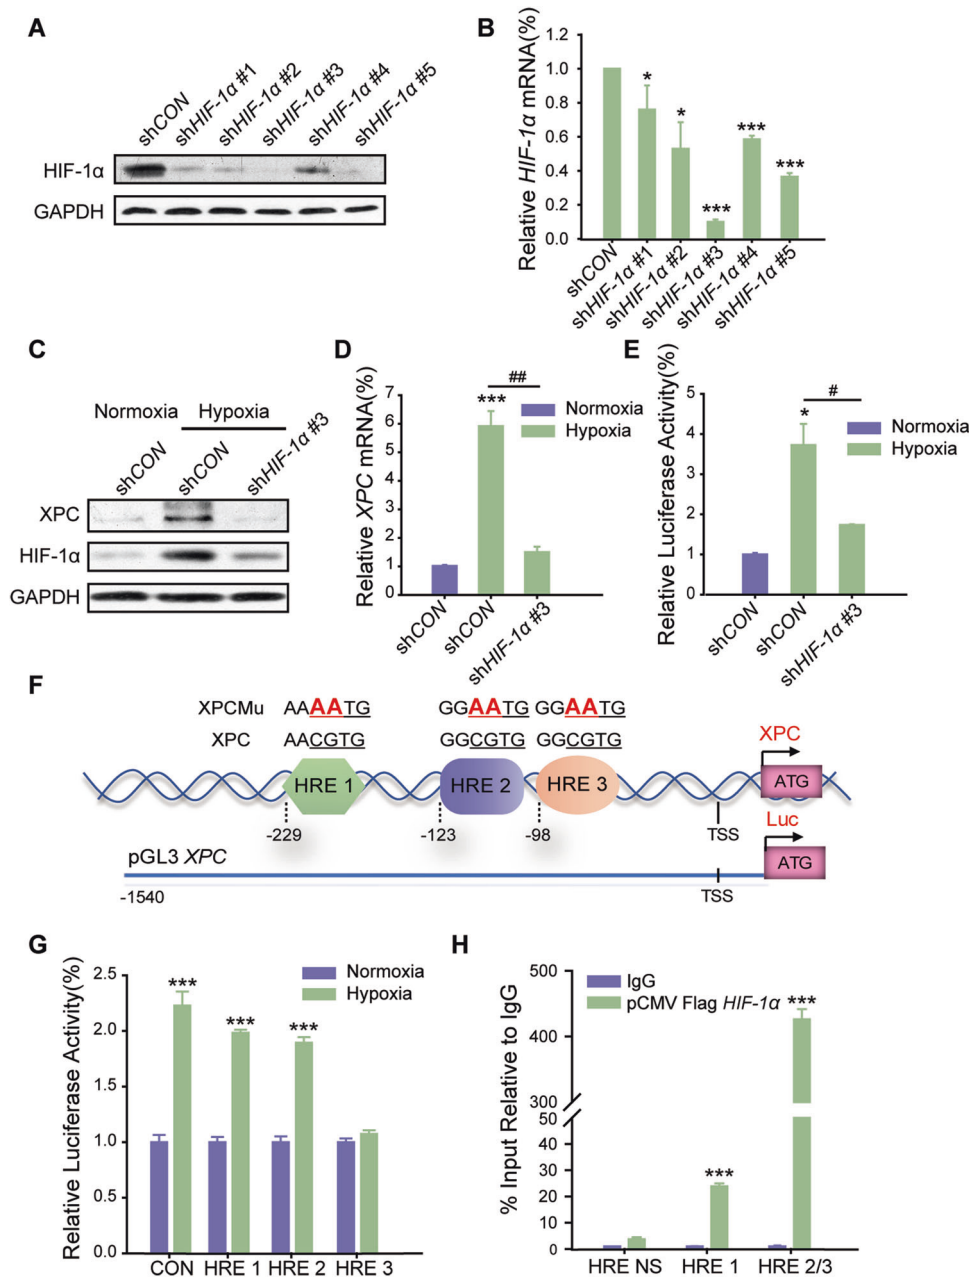 A
shCON
shHIF-1α #1
shHIF-1α #2
shHIF-1α #3
shHIF-1α #4
shHIF-1α #5
HIF-1α
GAPDH
B
Relative HIF-1α mRNA(%)
1.2
1.0
0.8
0.6
0.4
0.2
0.0
*
*
***
***
***
shCON
shHIF-1α #1
shHIF-1α #2
shHIF-1α #3
shHIF-1α #4
shHIF-1α #5
C
Normoxia Hypoxia
shCON
shCON
shHIF-1α #3
XPC
HIF-1α
GAPDH
D
Relative XPC mRNA(%)
7
6
5
4
3
2
1
0
***
##
Normoxia
Hypoxia
shCON
shCON
shHIF-1α #3
E
Relative Luciferase Activity(%)
5
4
3
2
1
0
*
#
Normoxia
Hypoxia
shCON
shCON
shHIF-1α #3
F
XPCMu AAAATG GGAATG GGAATG
XPC AACGTG GGCGTG GGCGTG
XPC
HRE 1 HRE 2 HRE 3 ATG
-229 -123 -98 TSS
Luc
pGL3 XPC ATG
-1540 TSS
G
Relative Luciferase Activity(%)
2.5
2.0
1.5
1.0
0.5
0.0
***
***
***
Normoxia
Hypoxia
CON HRE 1 HRE 2 HRE 3
H
% Input Relative to IgG
500
400
300
50
40
30
20
10
0
IgG
pCMV Flag HIF-1α
***
***
HRE NS HRE 1 HRE 2/3